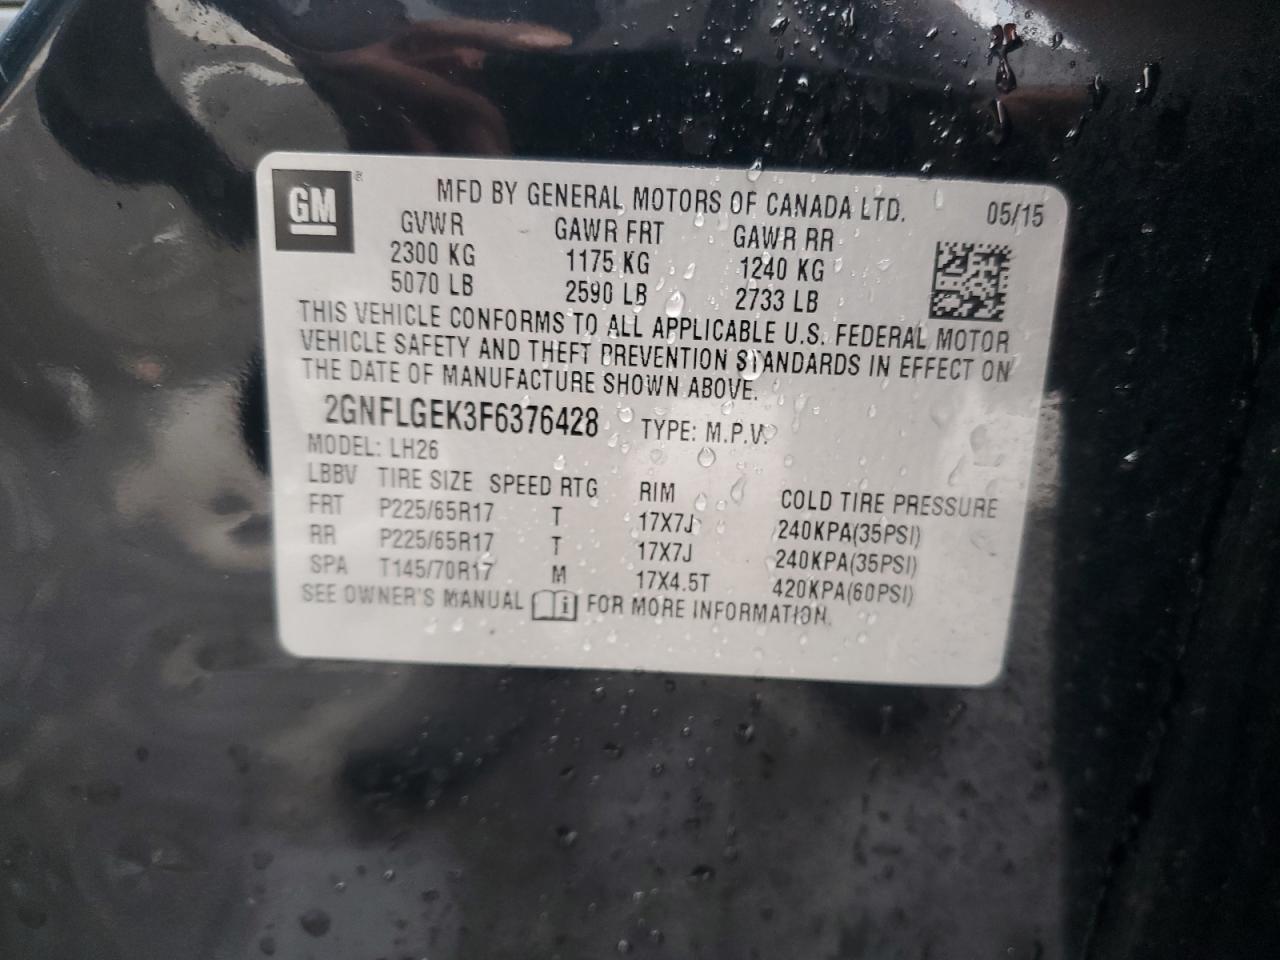 GM ®
MFD BY GENERAL MOTORS OF CANADA LTD. 05/15
GVWR GAWR FRT GAWR RR
2300 KG 1175 KG 1240 KG
5070 LB 2590 LB 2733 LB
THIS VEHICLE CONFORMS TO ALL APPLICABLE U.S. FEDERAL MOTOR
VEHICLE SAFETY AND THEFT PREVENTION STANDARDS IN EFFECT ON
THE DATE OF MANUFACTURE SHOWN ABOVE.
2GNFLGEK3F6376428 TYPE: M.P.V.
MODEL: LH26
LBBV TIRE SIZE SPEED RTG RIM COLD TIRE PRESSURE
FRT P225/65R17 T 17X7J 240KPA(35PSI)
RR P225/65R17 T 17X7J 240KPA(35PSI)
SPA T145/70R17 M 17X4.5T 420KPA(60PSI)
SEE OWNER'S MANUAL i FOR MORE INFORMATION.